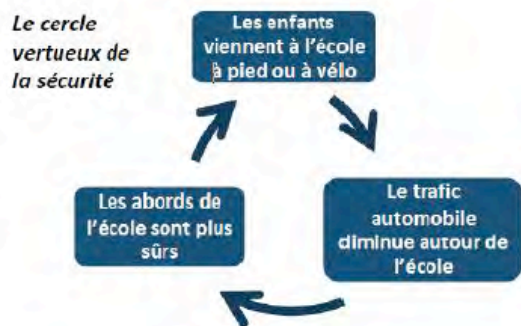 Le cercle
vertueux de
la sécurité
Les enfants
viennent à l'école
à pied ou à vélo
Le trafic
automobile
diminue autour de
l'école
Les abords de
l'école sont plus
sûrs